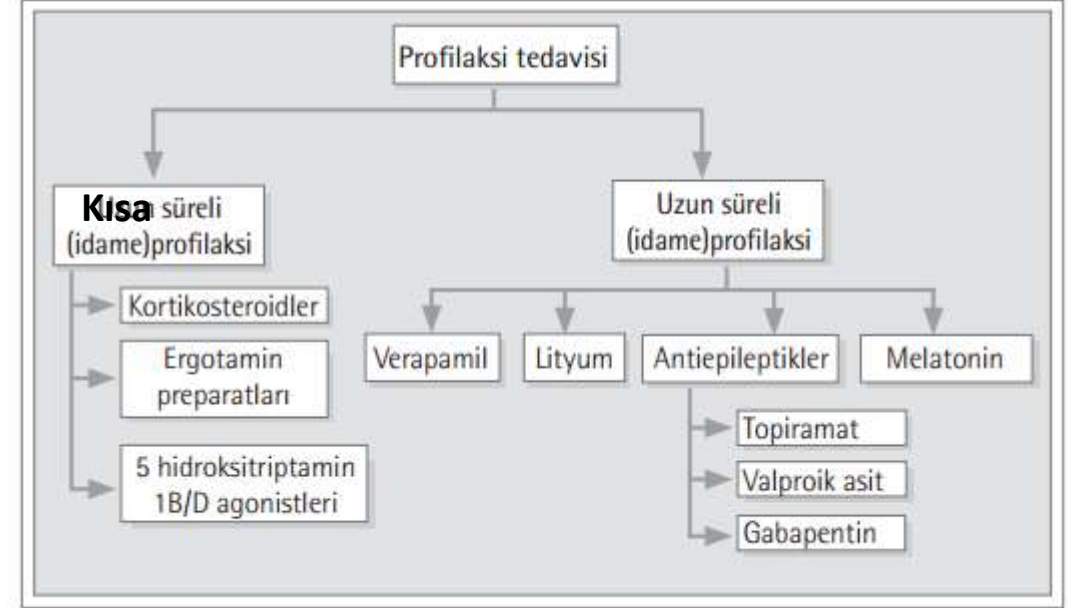 Profilaksi tedavisi
Kısa süreli
(idame)profilaksi
Kortikosteroidler
Ergotamin
preparatları
5 hidroksitriptamin
1B/D agonistleri
Uzun süreli
(idame)profilaksi
Verapamil
Lityum
Antiepileptikler
Melatonin
Topiramat
Valproik asit
Gabapentin